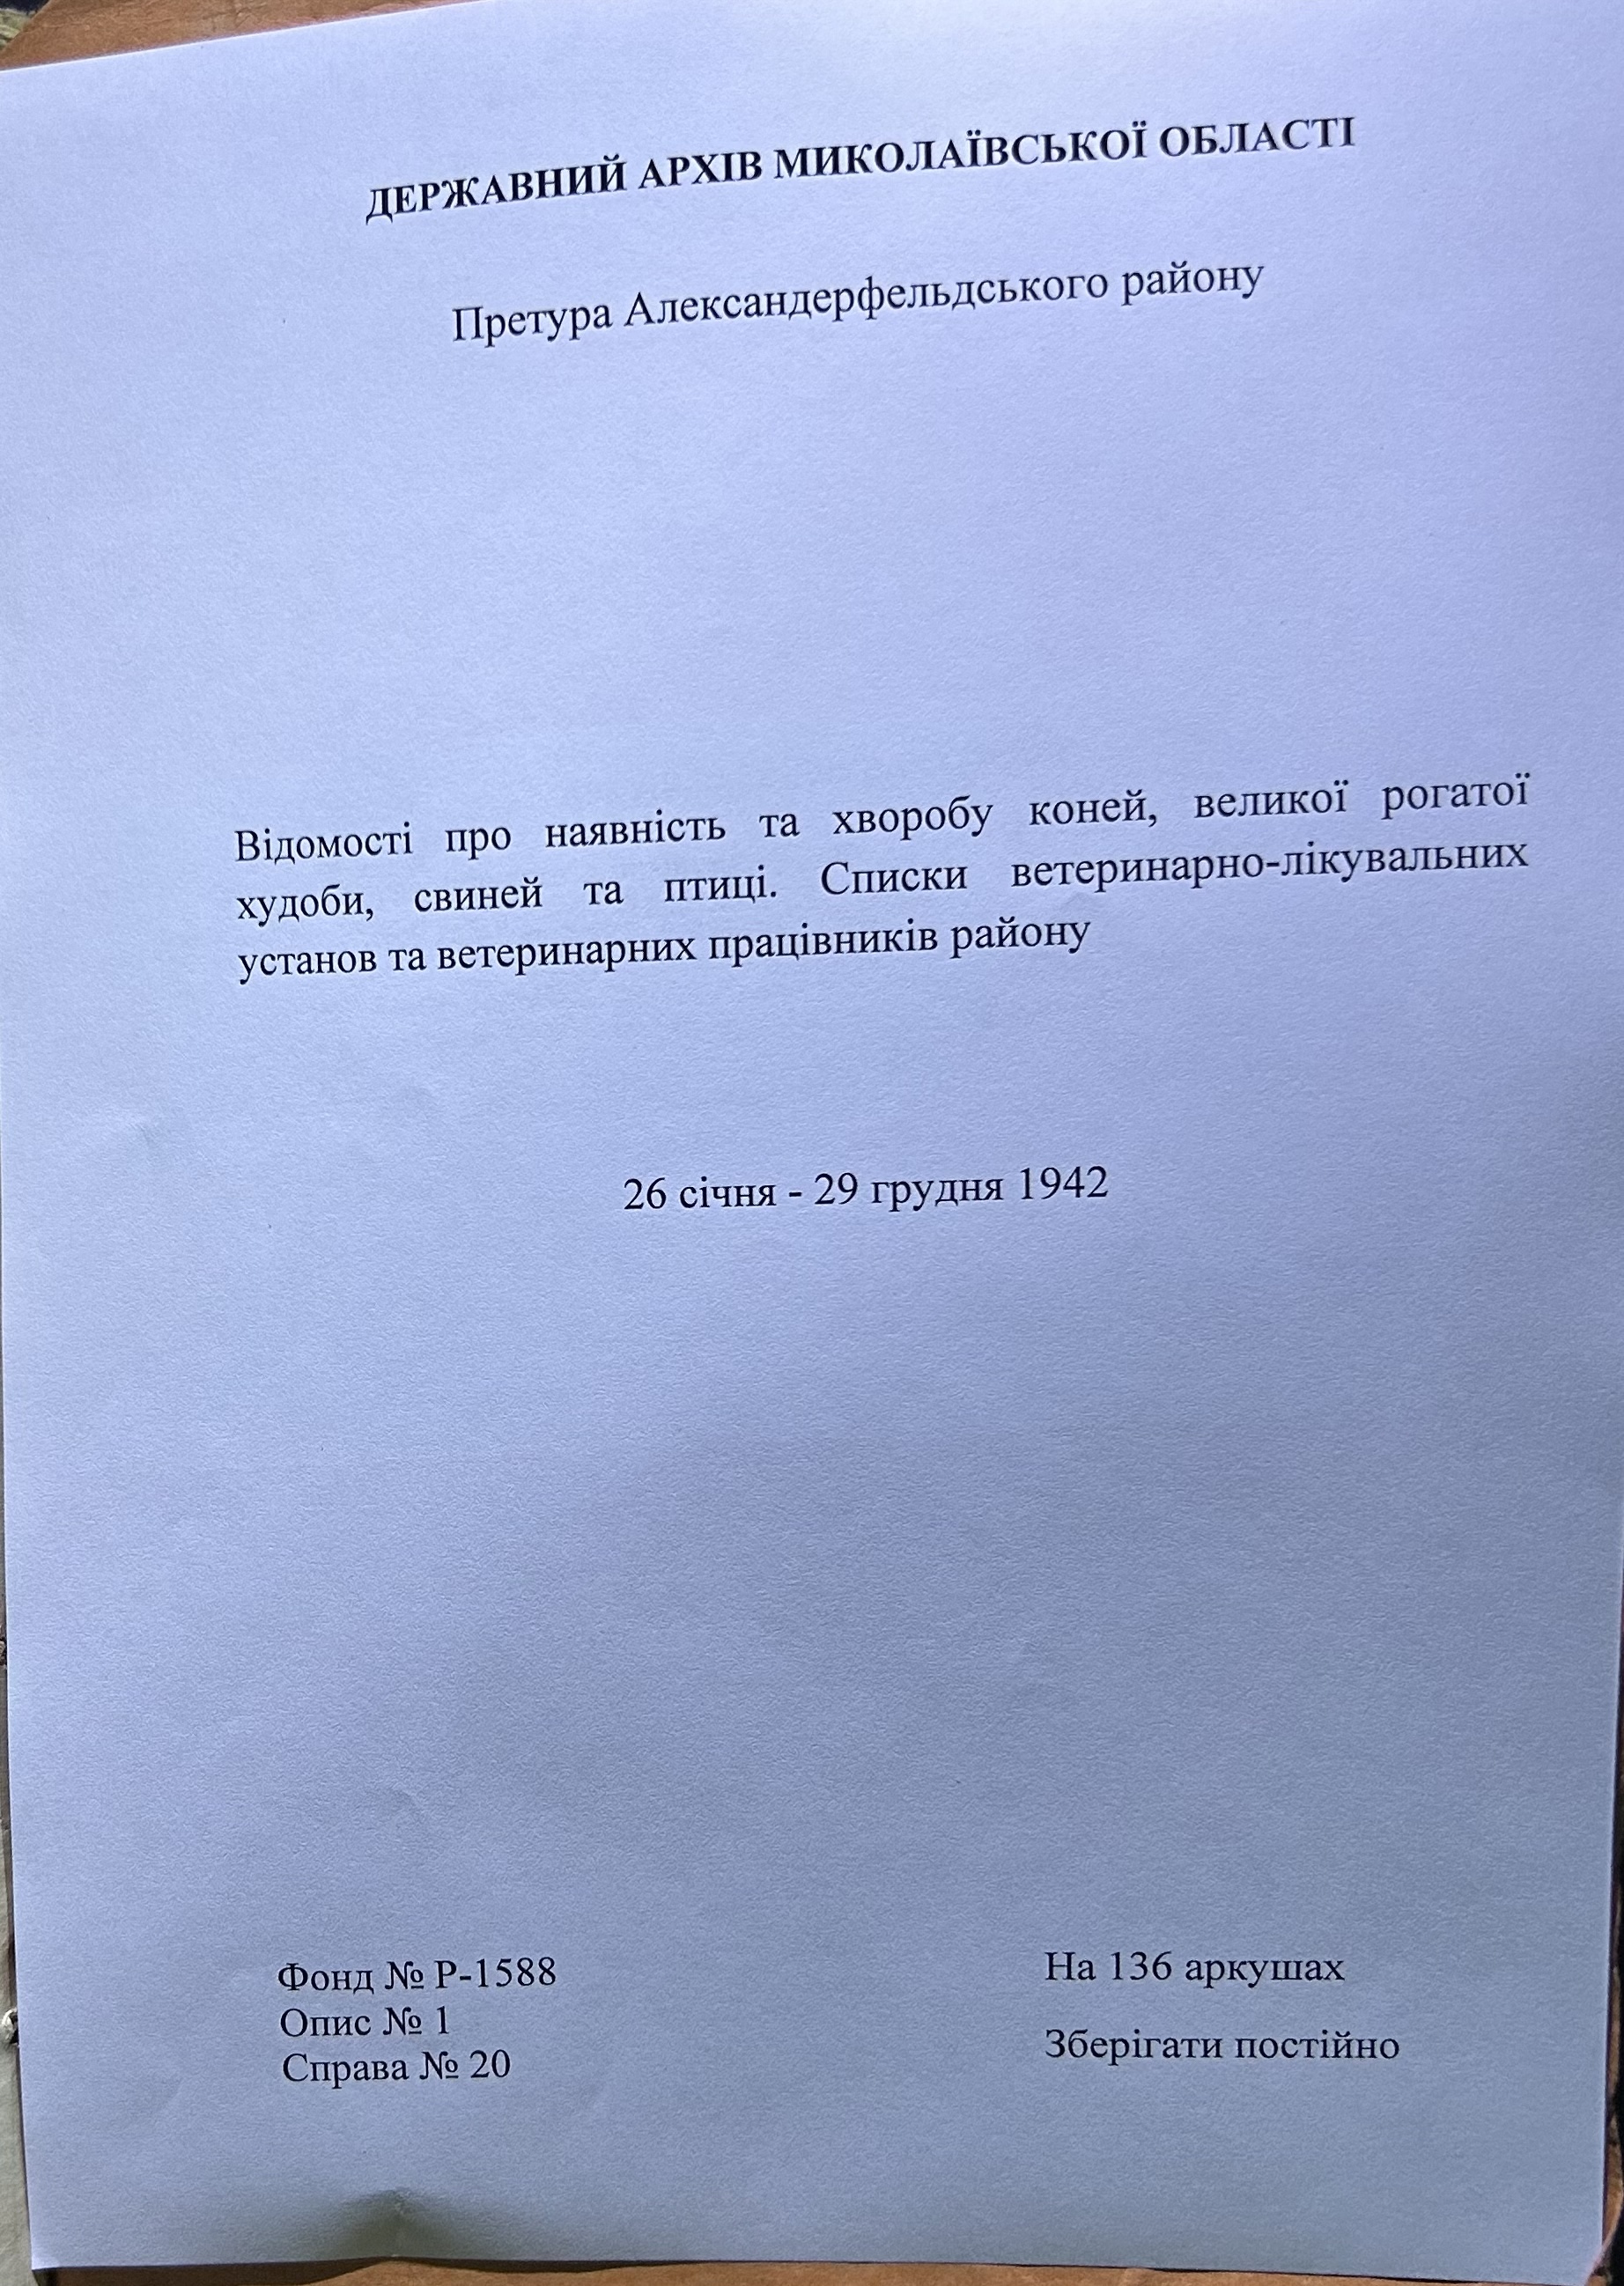 ДЕРЖАВНИЙ АРХІВ МИКОЛАЇВСЬКОЇ ОБЛАСТІ
Претура Александерфельдського району
Відомості про наявність та хворобу коней, великої рогатої
худоби, свиней та птиці. Списки ветеринарно-лікувальних
установ та ветеринарних працівників району
26 січня - 29 грудня 1942
Фонд № Р-1588
Опис № 1
Справа № 20
На 136 аркушах
Зберігати постійно